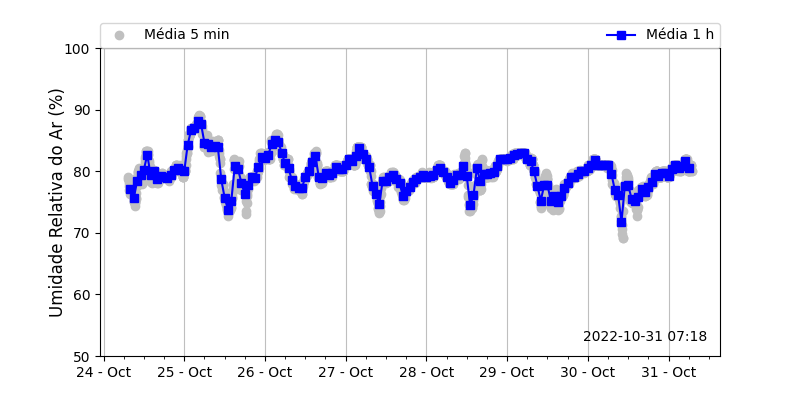 Média 5 min
Média 1 h
Umidade Relativa do Ar (%)
100
90
80
70
60
50
2022-10-31 07:18
24 - Oct
25 - Oct
26 - Oct
27 - Oct
28 - Oct
29 - Oct
30 - Oct
31 - Oct